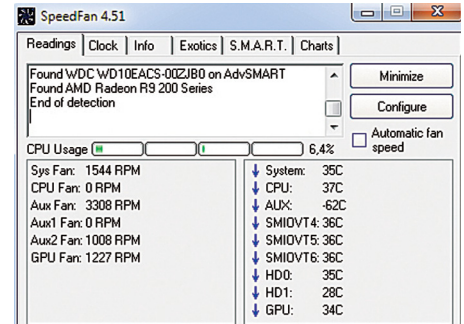 SpeedFan 4.51
Readings Clock Info Exotics S.M.A.R.T. Charts
Found WDC WD10EACS-00ZJB0 on AdvSMART
Found AMD Radeon R9 200 Series
End of detection
Minimize
Configure
Automatic fan
speed
CPU Usage 6,4%
Sys Fan: 1544 RPM
CPU Fan: 0 RPM
Aux Fan: 3308 RPM
Aux1 Fan: 0 RPM
Aux2 Fan: 1008 RPM
GPU Fan: 1227 RPM
System: 35C
CPU: 37C
AUX: -62C
SMIOVT4: 36C
SMIOVT5: 36C
SMIOVT6: 36C
HD0: 35C
HD1: 28C
GPU: 34C